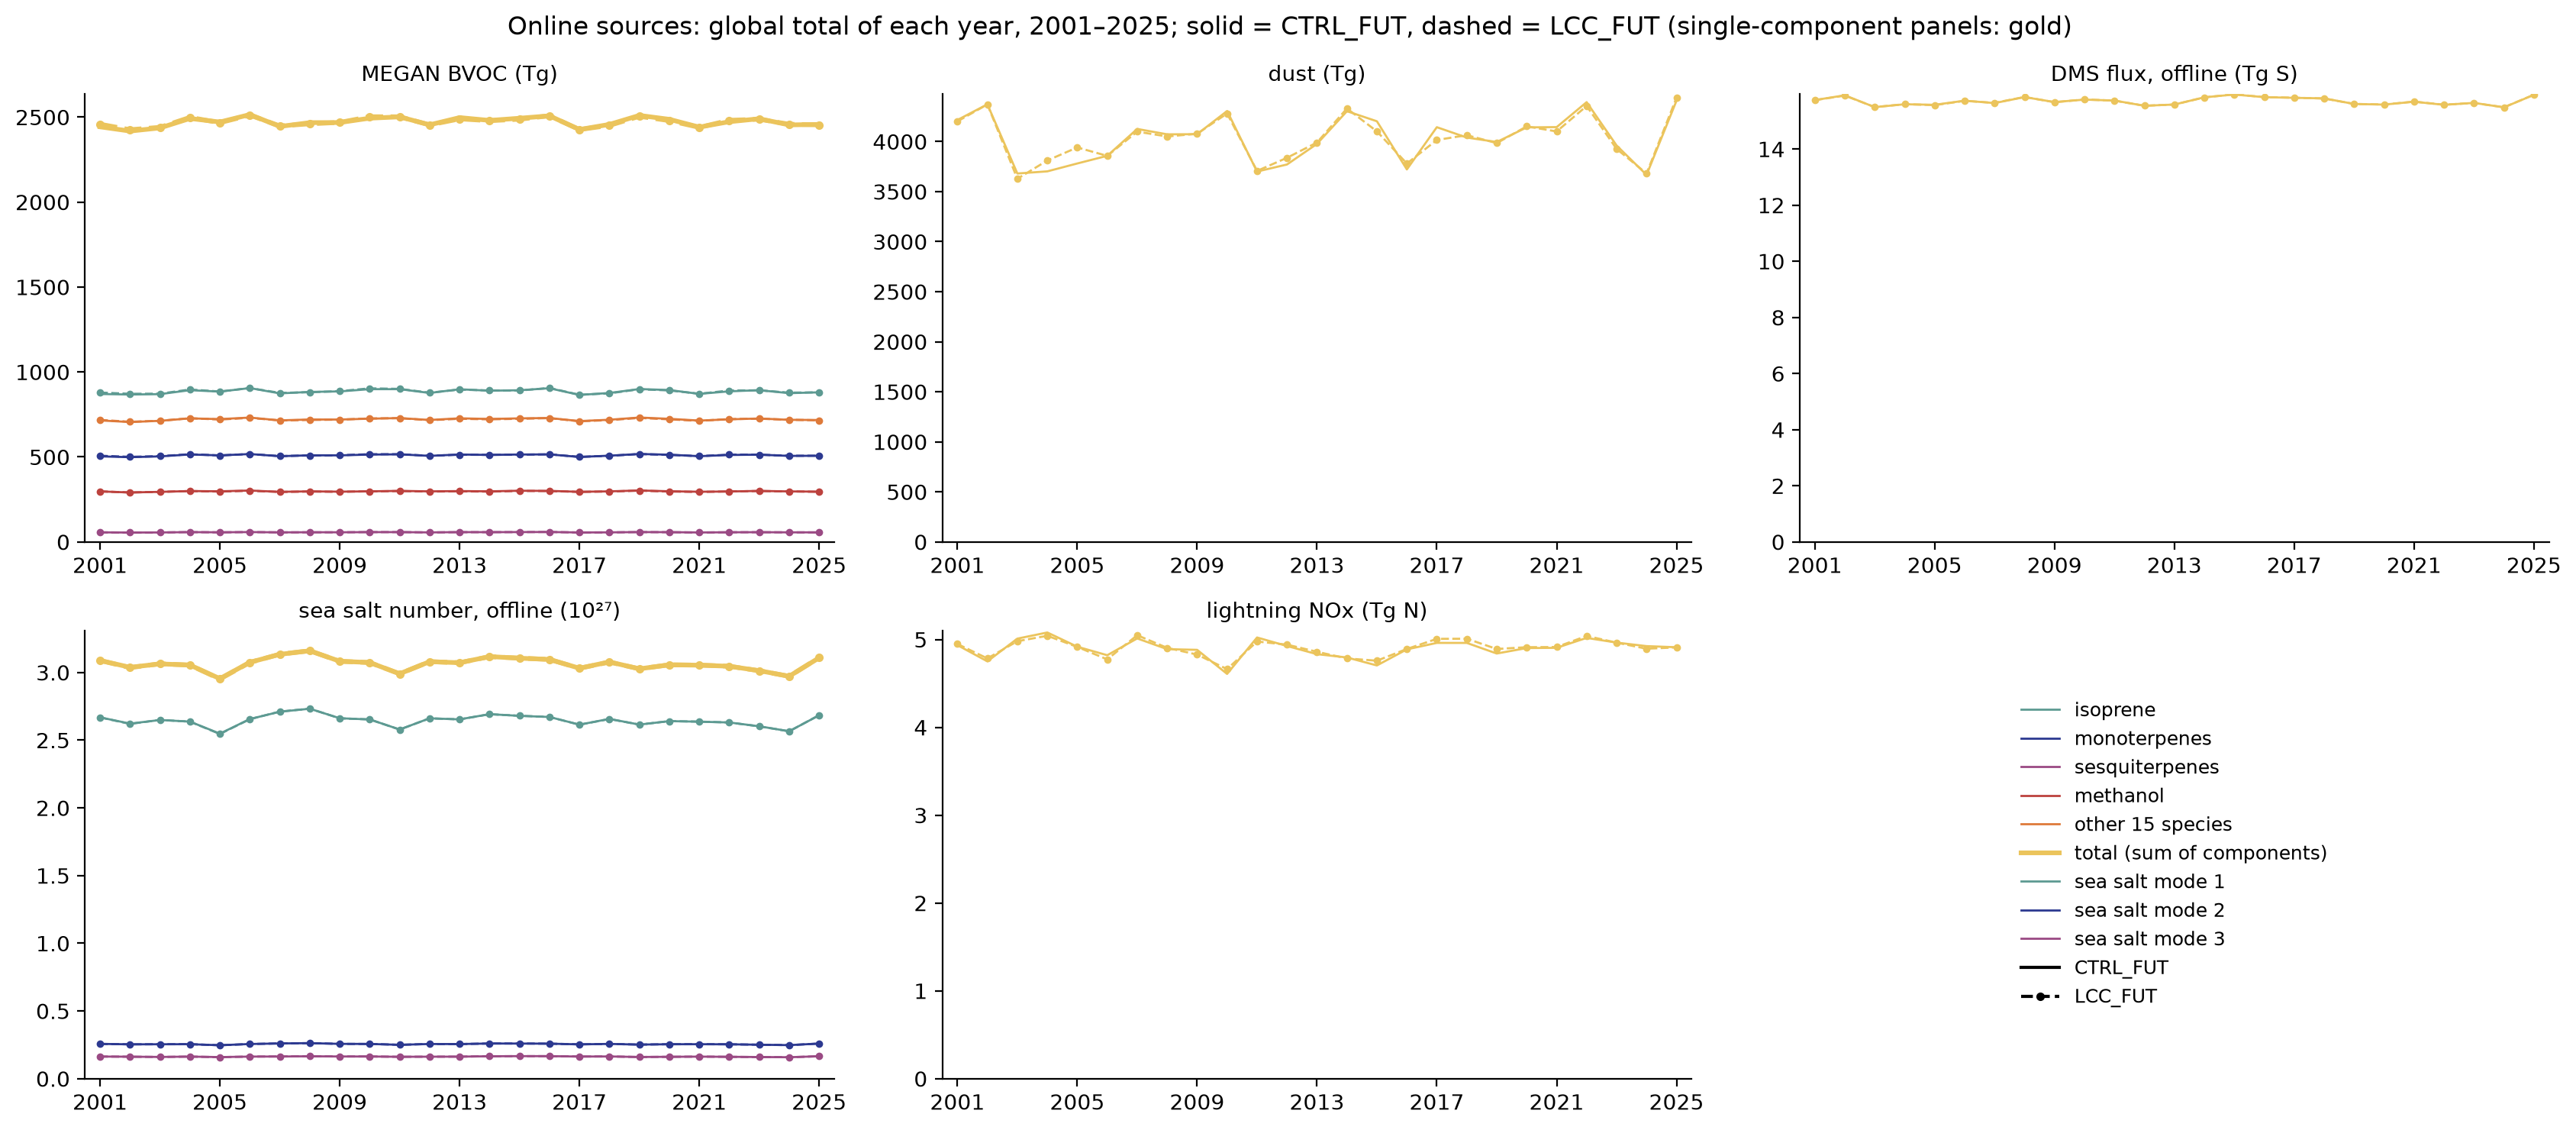 Online sources: global total of each year, 2001–2025; solid = CTRL_FUT, dashed = LCC_FUT (single-component panels: gold)
MEGAN BVOC (Tg)
2500
2000
1500
1000
500
0
2001 2005 2009 2013 2017 2021 2025
dust (Tg)
4000
3500
3000
2500
2000
1500
1000
500
0
2001 2005 2009 2013 2017 2021 2025
DMS flux, offline (Tg S)
14
12
10
8
6
4
2
0
2001 2005 2009 2013 2017 2021 2025
sea salt number, offline (10²⁷)
3.0
2.5
2.0
1.5
1.0
0.5
0.0
2001 2005 2009 2013 2017 2021 2025
lightning NOx (Tg N)
5
4
3
2
1
0
2001 2005 2009 2013 2017 2021 2025
isoprene
monoterpenes
sesquiterpenes
methanol
other 15 species
total (sum of components)
sea salt mode 1
sea salt mode 2
sea salt mode 3
CTRL_FUT
LCC_FUT